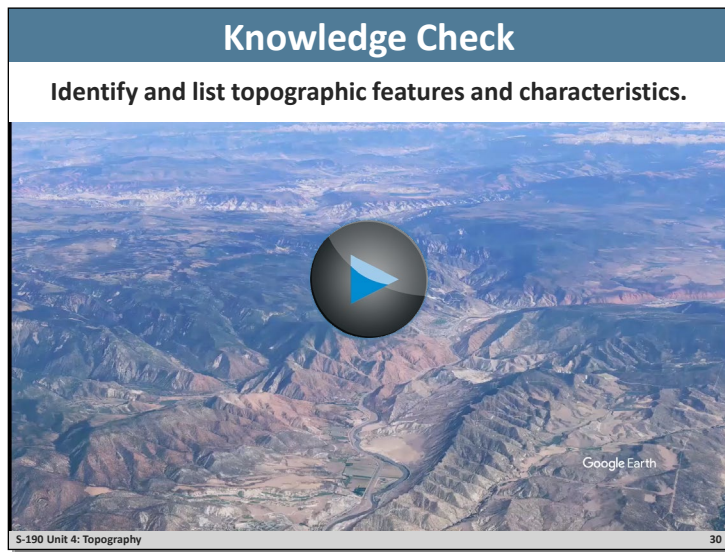 Knowledge Check
Identify and list topographic features and characteristics.
Google Earth
S-190 Unit 4: Topography 30